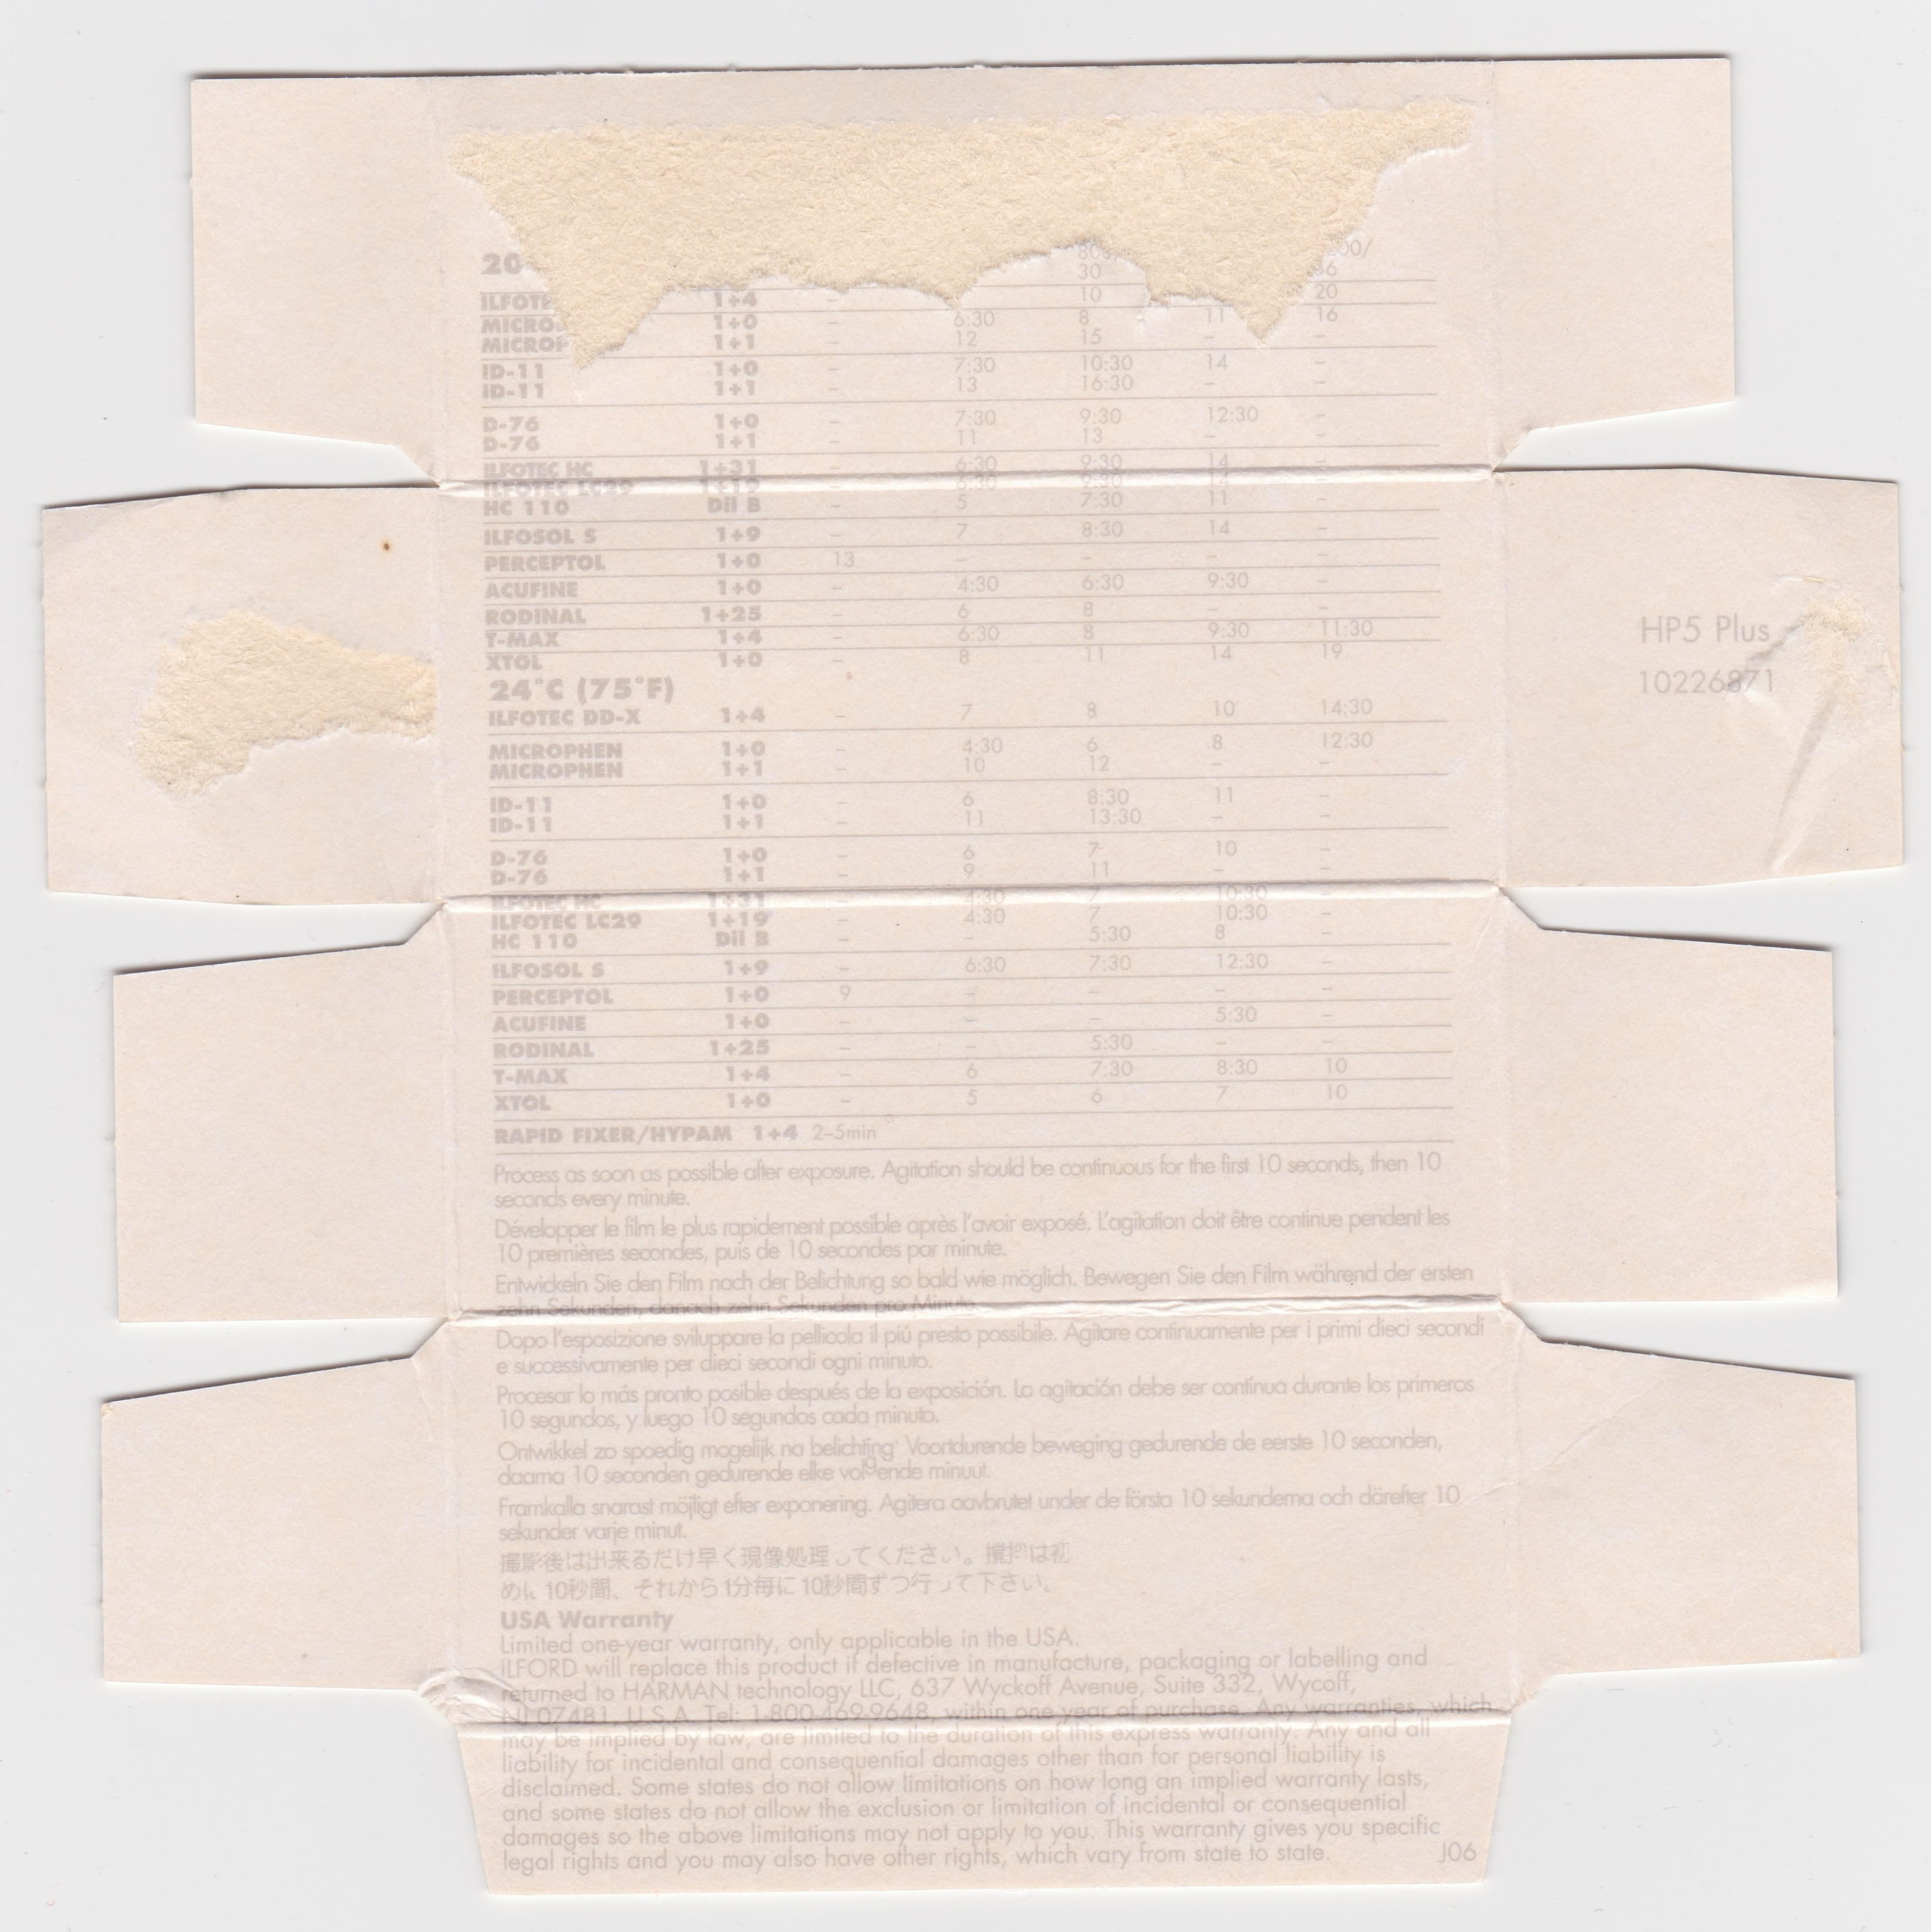 800/ 00/
20 30 36
ILFOTE 1+4 10 20
MICRO 1+0 – 6:30 8 11 16
MICROP 1+1 – 12 15 – –
ID-11 1+0 – 7:30 10:30 14 –
ID-11 1+1 – 13 16:30 – –
D-76 1+0 – 7:30 9:30 12:30 –
D-76 1+1 – 11 13 – –
ILFOTEC HC 1+31 – 6:30 9:30 14 –
ILFOTEC LC29 1+19 – 6:30 9:30 14 –
HC 110 Dil B – 5 7:30 11 –
ILFOSOL S 1+9 – 7 8:30 14 –
PERCEPTOL 1+0 13 – – – –
ACUFINE 1+0 – 4:30 6:30 9:30 –
RODINAL 1+25 – 6 8 – –
T-MAX 1+4 – 6:30 8 9:30 11:30
XTOL 1+0 – 8 11 14 19
24°C (75°F)
ILFOTEC DD-X 1+4 – 7 8 10 14:30
MICROPHEN 1+0 – 4:30 6 8 12:30
MICROPHEN 1+1 – 10 12 – –
ID-11 1+0 – 6 8:30 11 –
ID-11 1+1 – 11 13:30 – –
D-76 1+0 – 6 7 10 –
D-76 1+1 – 9 11 – –
ILFOTEC HC 1+31 – 4:30 7 10:30 –
ILFOTEC LC29 1+19 – 4:30 7 10:30 –
HC 110 Dil B – – 5:30 8 –
ILFOSOL S 1+9 – 6:30 7:30 12:30 –
PERCEPTOL 1+0 9 – – – –
ACUFINE 1+0 – – – 5:30 –
RODINAL 1+25 – – 5:30 – –
T-MAX 1+4 – 6 7:30 8:30 10
XTOL 1+0 – 5 6 7 10
RAPID FIXER/HYPAM 1+4 2–5min
Process as soon as possible after exposure. Agitation should be continuous for the first 10 seconds, then 10
seconds every minute.
Développer le film le plus rapidement possible après l'avoir exposé. L'agitation doit être continue pendent les
10 premières secondes, puis de 10 secondes par minute.
Entwickeln Sie den Film nach der Belichtung so bald wie möglich. Bewegen Sie den Film während der ersten
zehn Sekunden, danach zehn Sekunden pro Minute.
Dopo l'esposizione sviluppare la pellicola il piú presto possibile. Agitare continuamente per i primi dieci secondi
e successivamente per dieci secondi ogni minuto.
Procesar lo más pronto posible después de la exposición. La agitación debe ser contínua durante los primeros
10 segundos, y luego 10 segundos cada minuto.
Ontwikkel zo spoedig mogelijk na belichting Voortdurende beweging gedurende de eerste 10 seconden,
daarna 10 seconden gedurende elke volgende minuut.
Framkalla snarast möjligt efter exponering. Agitera oavbrutet under de första 10 sekunderna och därefter 10
sekunder varje minut.
撮影後は出来るだけ早く現像処理してください。攪拌は初
めに 10秒間、それから1分毎に10秒間ずつ行って下さい。
USA Warranty
Limited one-year warranty, only applicable in the USA.
ILFORD will replace this product if defective in manufacture, packaging or labelling and
returned to HARMAN technology LLC, 637 Wyckoff Avenue, Suite 332, Wycoff,
NJ 07481, U.S.A. Tel: 1-800-469-9648, within one year of purchase. Any warranties, which
may be implied by law, are limited to the duration of this express warranty. Any and all
liability for incidental and consequential damages other than for personal liability is
disclaimed. Some states do not allow limitations on how long an implied warranty lasts,
and some states do not allow the exclusion or limitation of incidental or consequential
damages so the above limitations may not apply to you. This warranty gives you specific
legal rights and you may also have other rights, which vary from state to state. J06
HP5 Plus
10226871